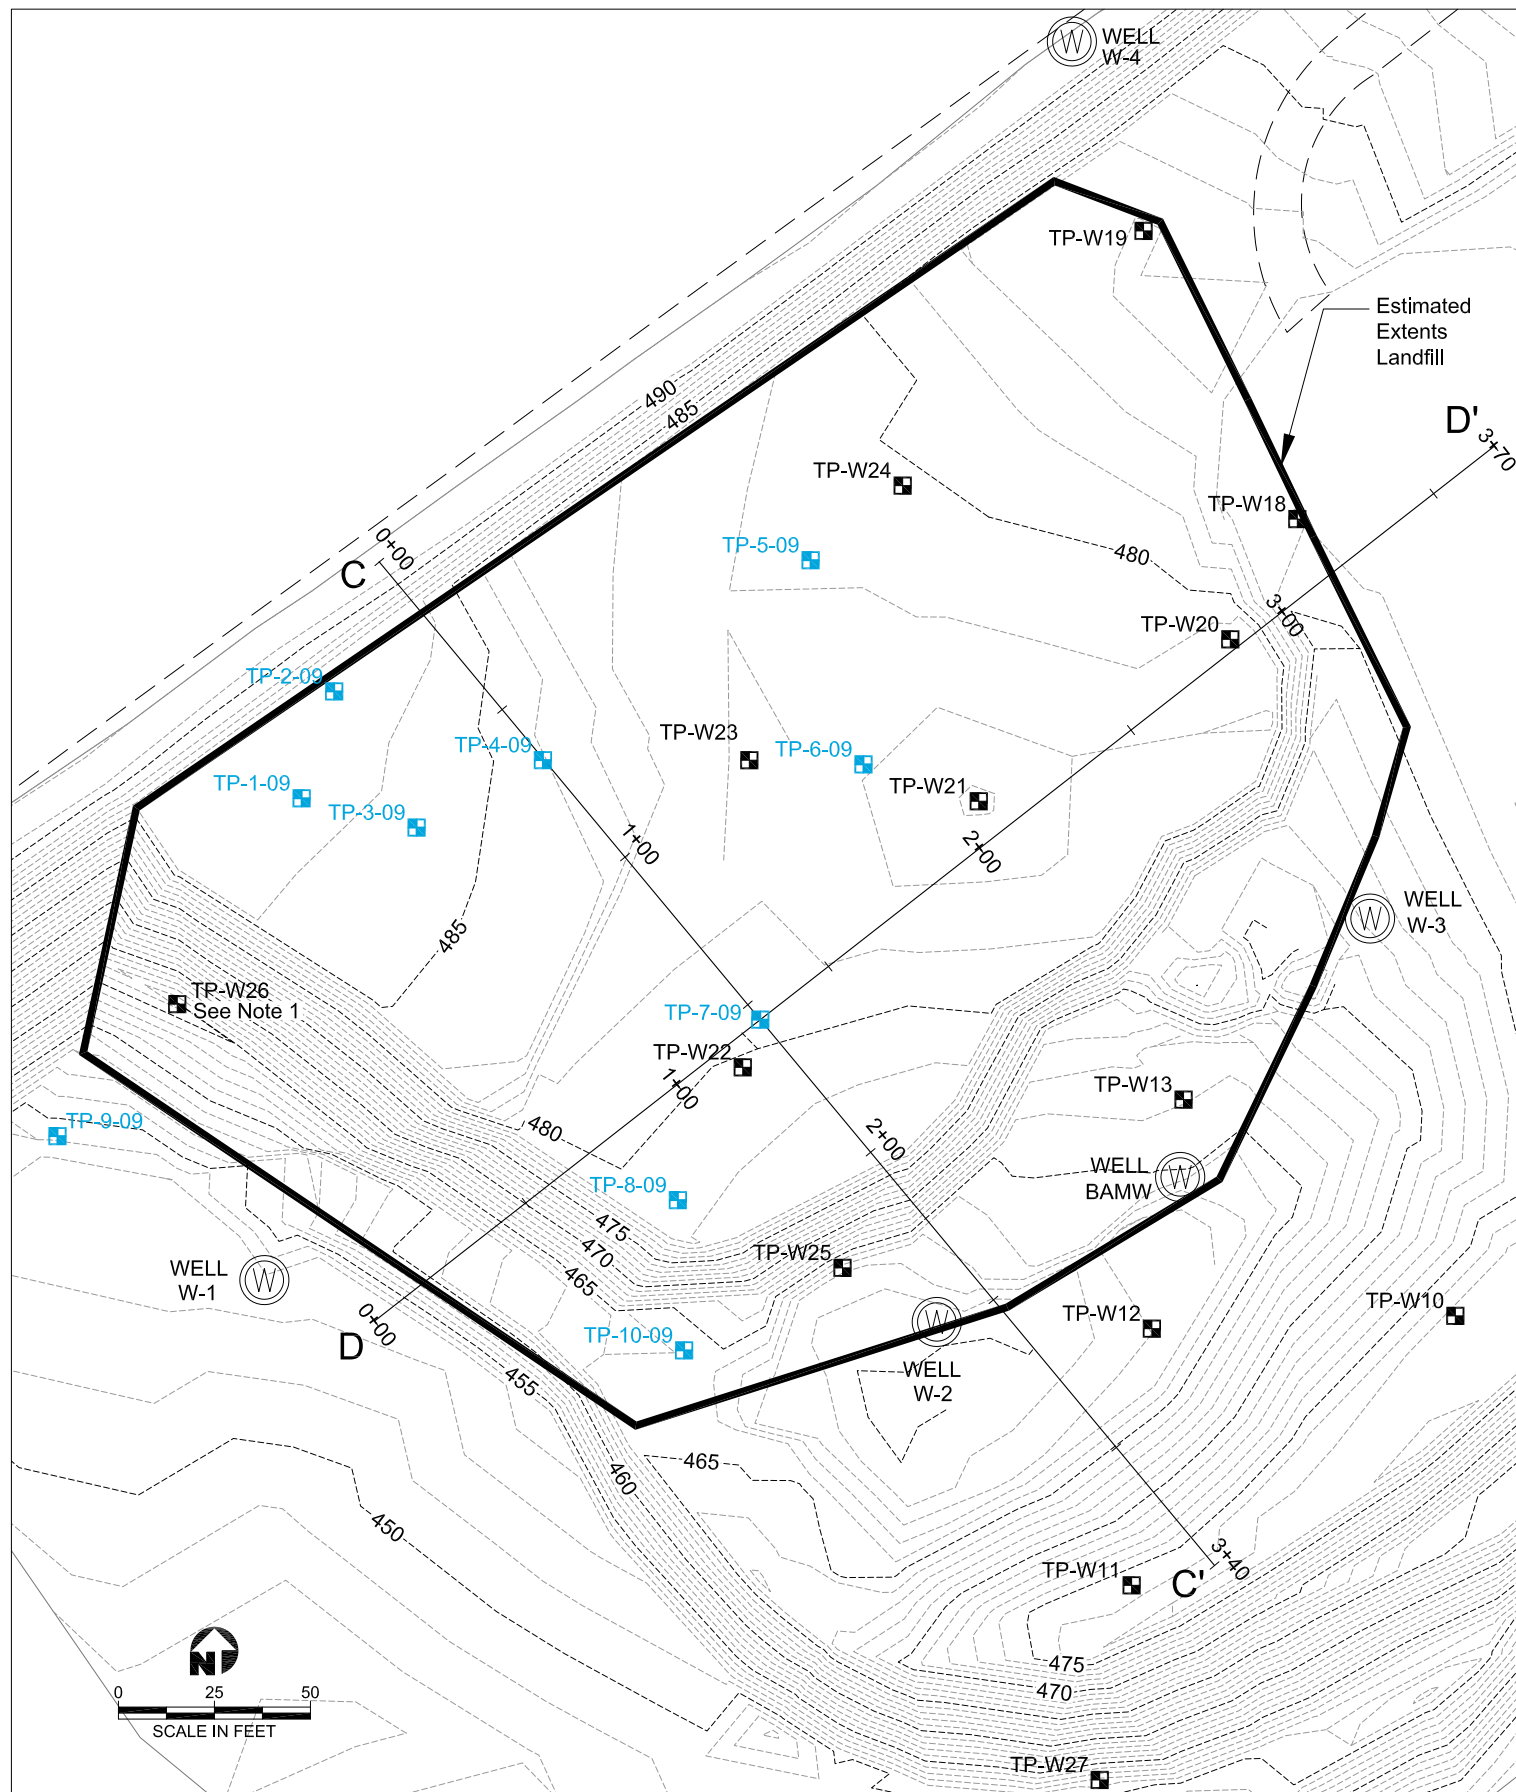 WELL
W-4
TP-W19
Estimated
Extents
Landfill
490
485
D'
3+70
TP-W24
TP-W18
0+00
C
TP-5-09
480
3+00
TP-W20
TP-2-09
TP-W23
TP-4-09
TP-6-09
TP-1-09
TP-W21
TP-3-09
1+00
2+00
WELL
W-3
485
TP-W26
See Note 1
TP-7-09
TP-W22
1+00
TP-W13
TP-9-09
480
2+00
WELL
BAMW
TP-8-09
475
470
465
TP-W25
WELL
W-1
0+00
D
TP-10-09
TP-W12
TP-W10
455
WELL
W-2
460
465
450
3+40
TP-W11
C'
N
475
470
0 25 50
SCALE IN FEET
TP-W27